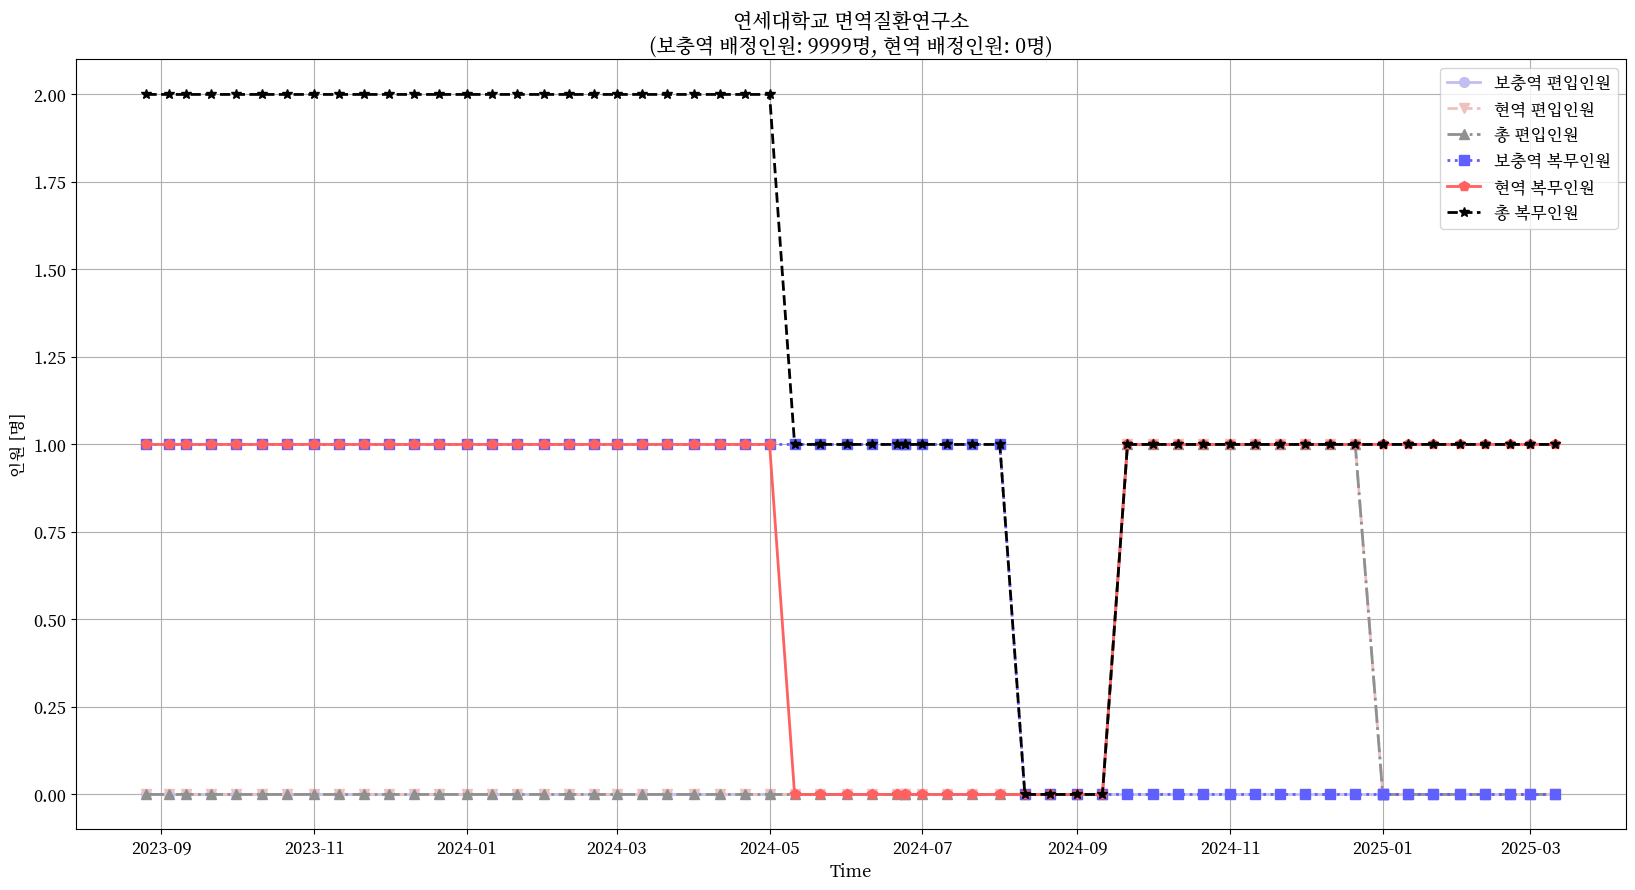 연세대학교 면역질환연구소
(보충역 배정인원: 9999명, 현역 배정인원: 0명)
보충역 편입인원
현역 편입인원
총 편입인원
보충역 복무인원
현역 복무인원
총 복무인원
인원 [명]
2.00
1.75
1.50
1.25
1.00
0.75
0.50
0.25
0.00
2023-09
2023-11
2024-01
2024-03
2024-05
2024-07
2024-09
2024-11
2025-01
2025-03
Time